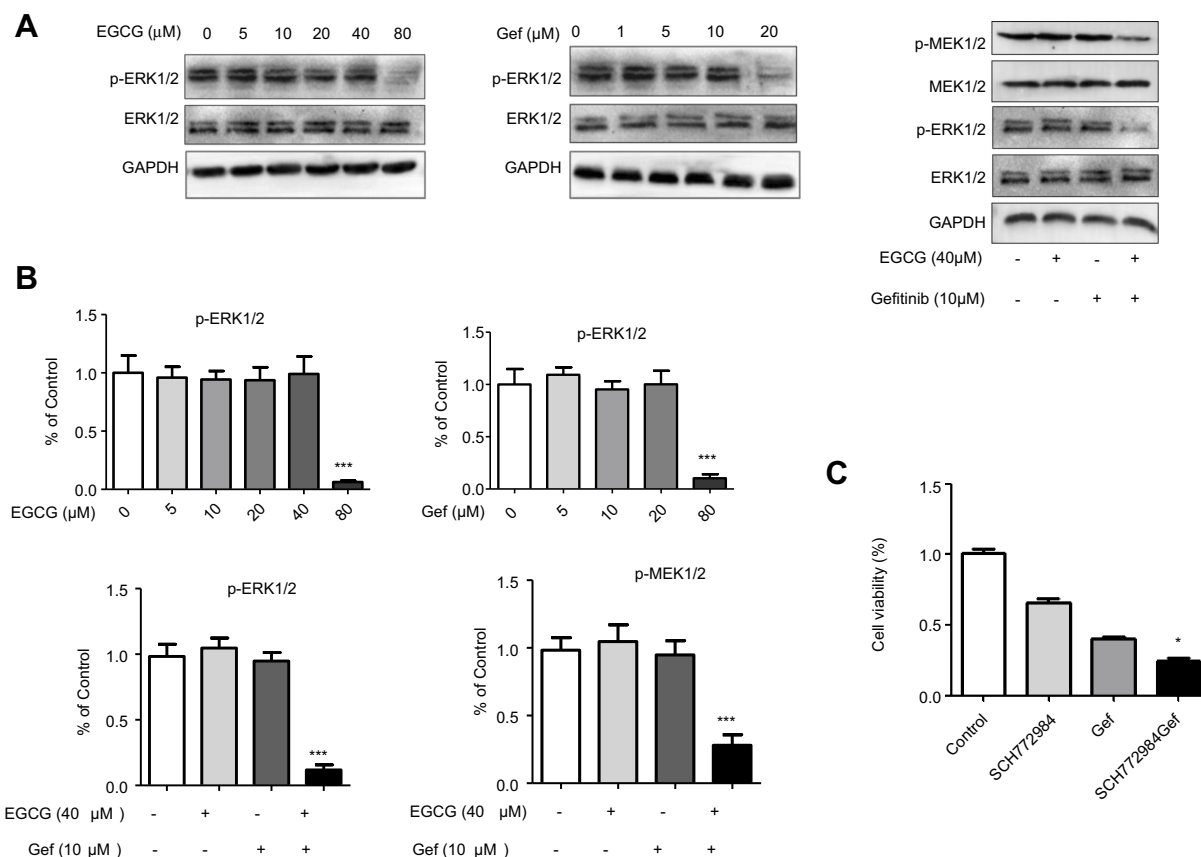 A
EGCG (μM) 0 5 10 20 40 80
p-ERK1/2
ERK1/2
GAPDH
Gef (μM) 0 1 5 10 20
p-ERK1/2
ERK1/2
GAPDH
p-MEK1/2
MEK1/2
p-ERK1/2
ERK1/2
GAPDH
EGCG (40μM) - + - +
Gefitinib (10μM) - - + +
B
p-ERK1/2
% of Control
1.5
1.0
0.5
0.0
***
EGCG (μM) 0 5 10 20 40 80
p-ERK1/2
% of Control
1.5
1.0
0.5
0.0
***
Gef (μM) 0 5 10 20 80
p-ERK1/2
% of Control
1.5
1.0
0.5
0.0
***
EGCG (40 μM ) - + - +
Gef (10 μM ) - - + +
p-MEK1/2
% of Control
1.5
1.0
0.5
0.0
***
EGCG (40 μM ) - + - +
Gef (10 μM ) - - + +
C
Cell viability (%)
1.5
1.0
0.5
0.0
*
Control
SCH772984
Gef
SCH772984Gef